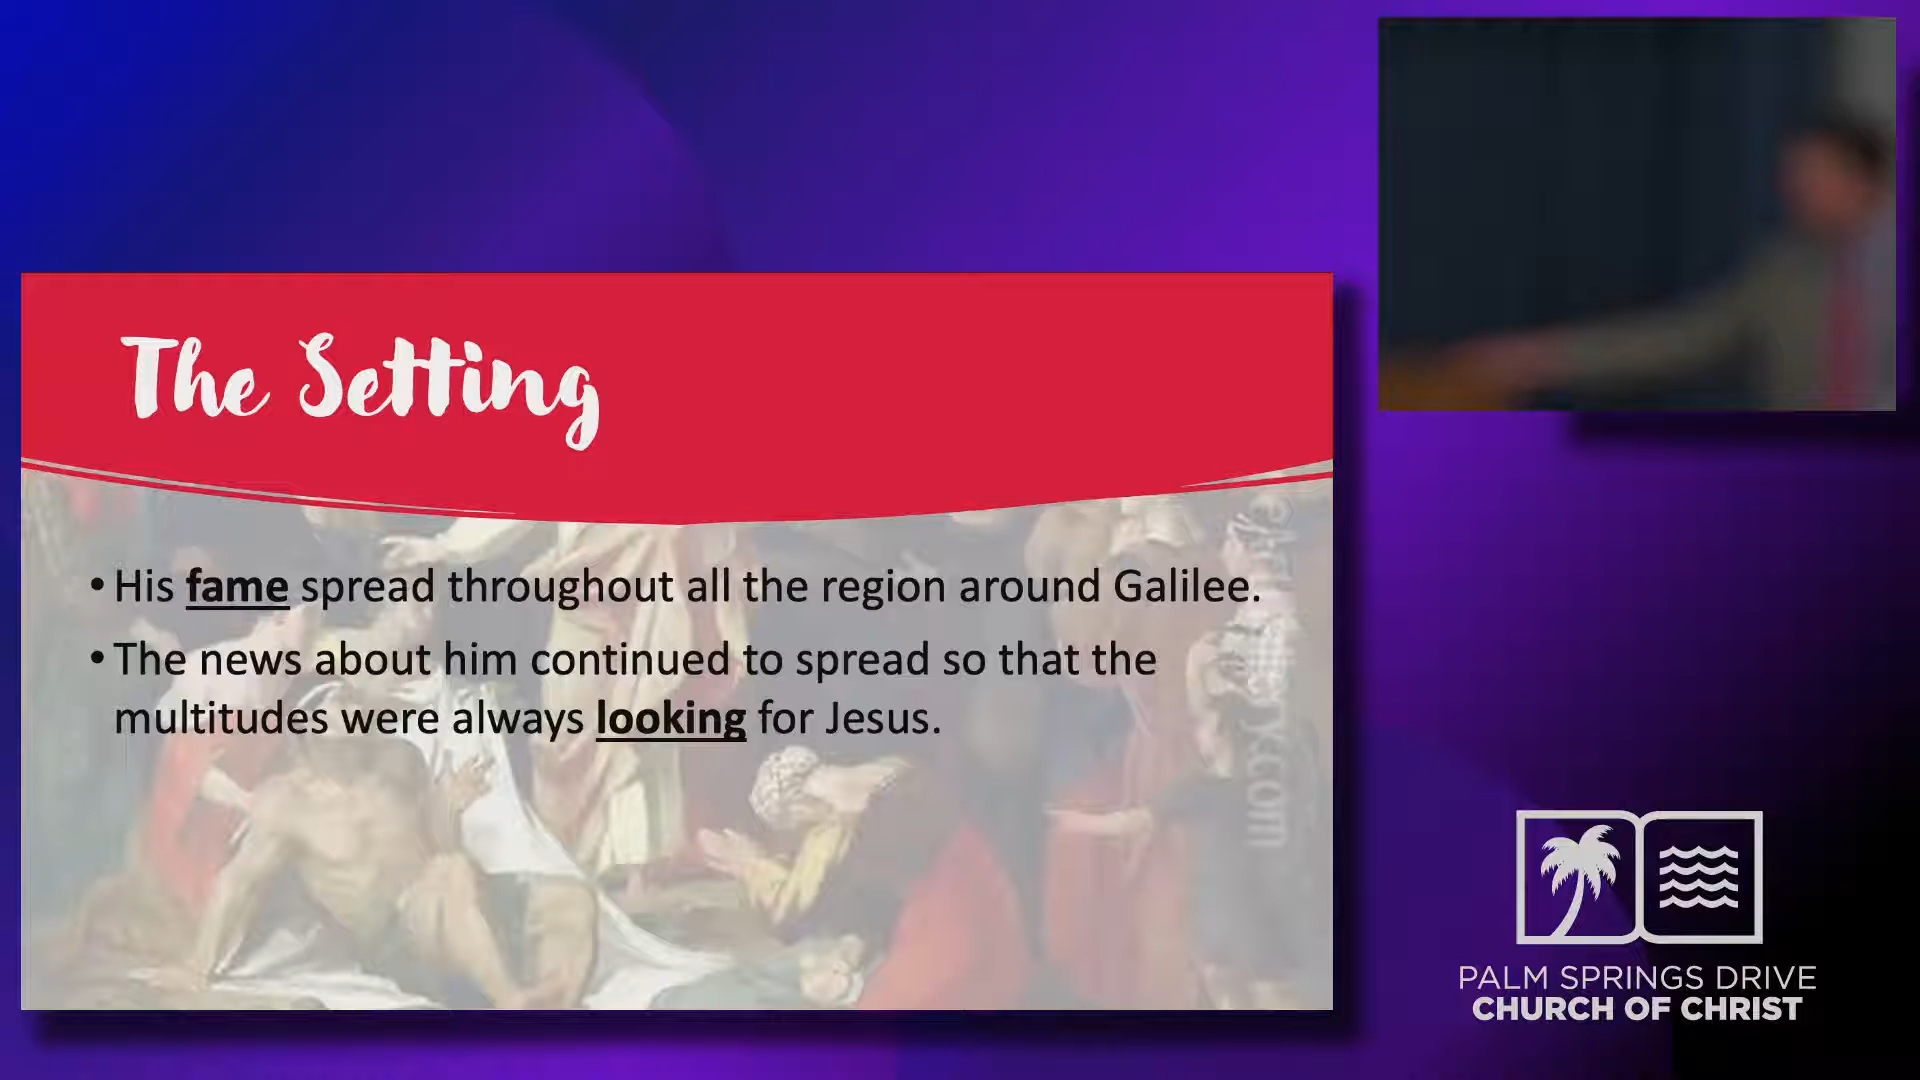 The Setting
• His fame spread throughout all the region around Galilee.
• The news about him continued to spread so that the
multitudes were always looking for Jesus.
PALM SPRINGS DRIVE
CHURCH OF CHRIST